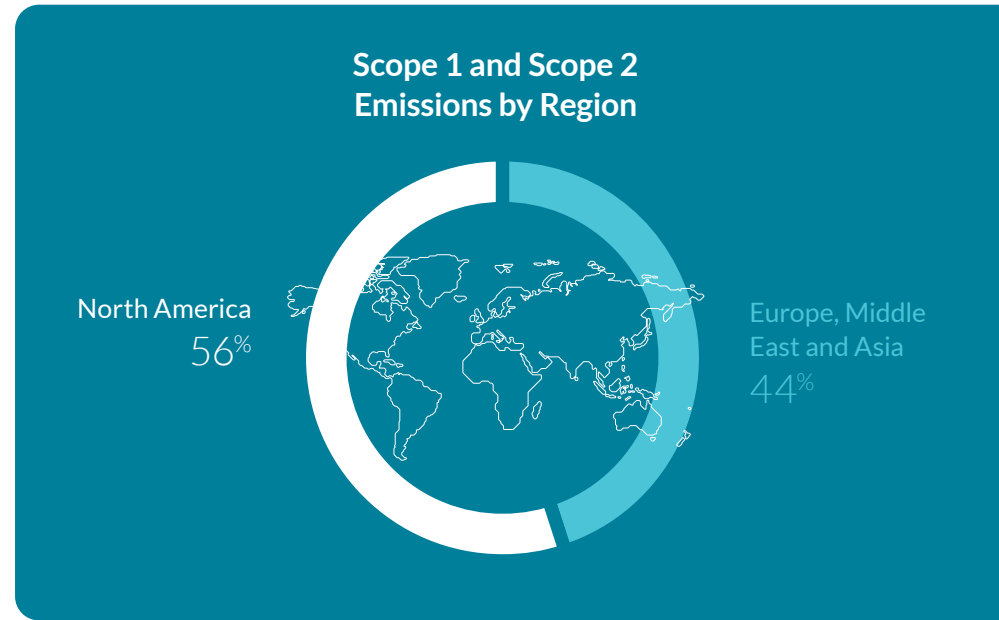 Scope 1 and Scope 2
Emissions by Region
North America
56%
Europe, Middle
East and Asia
44%